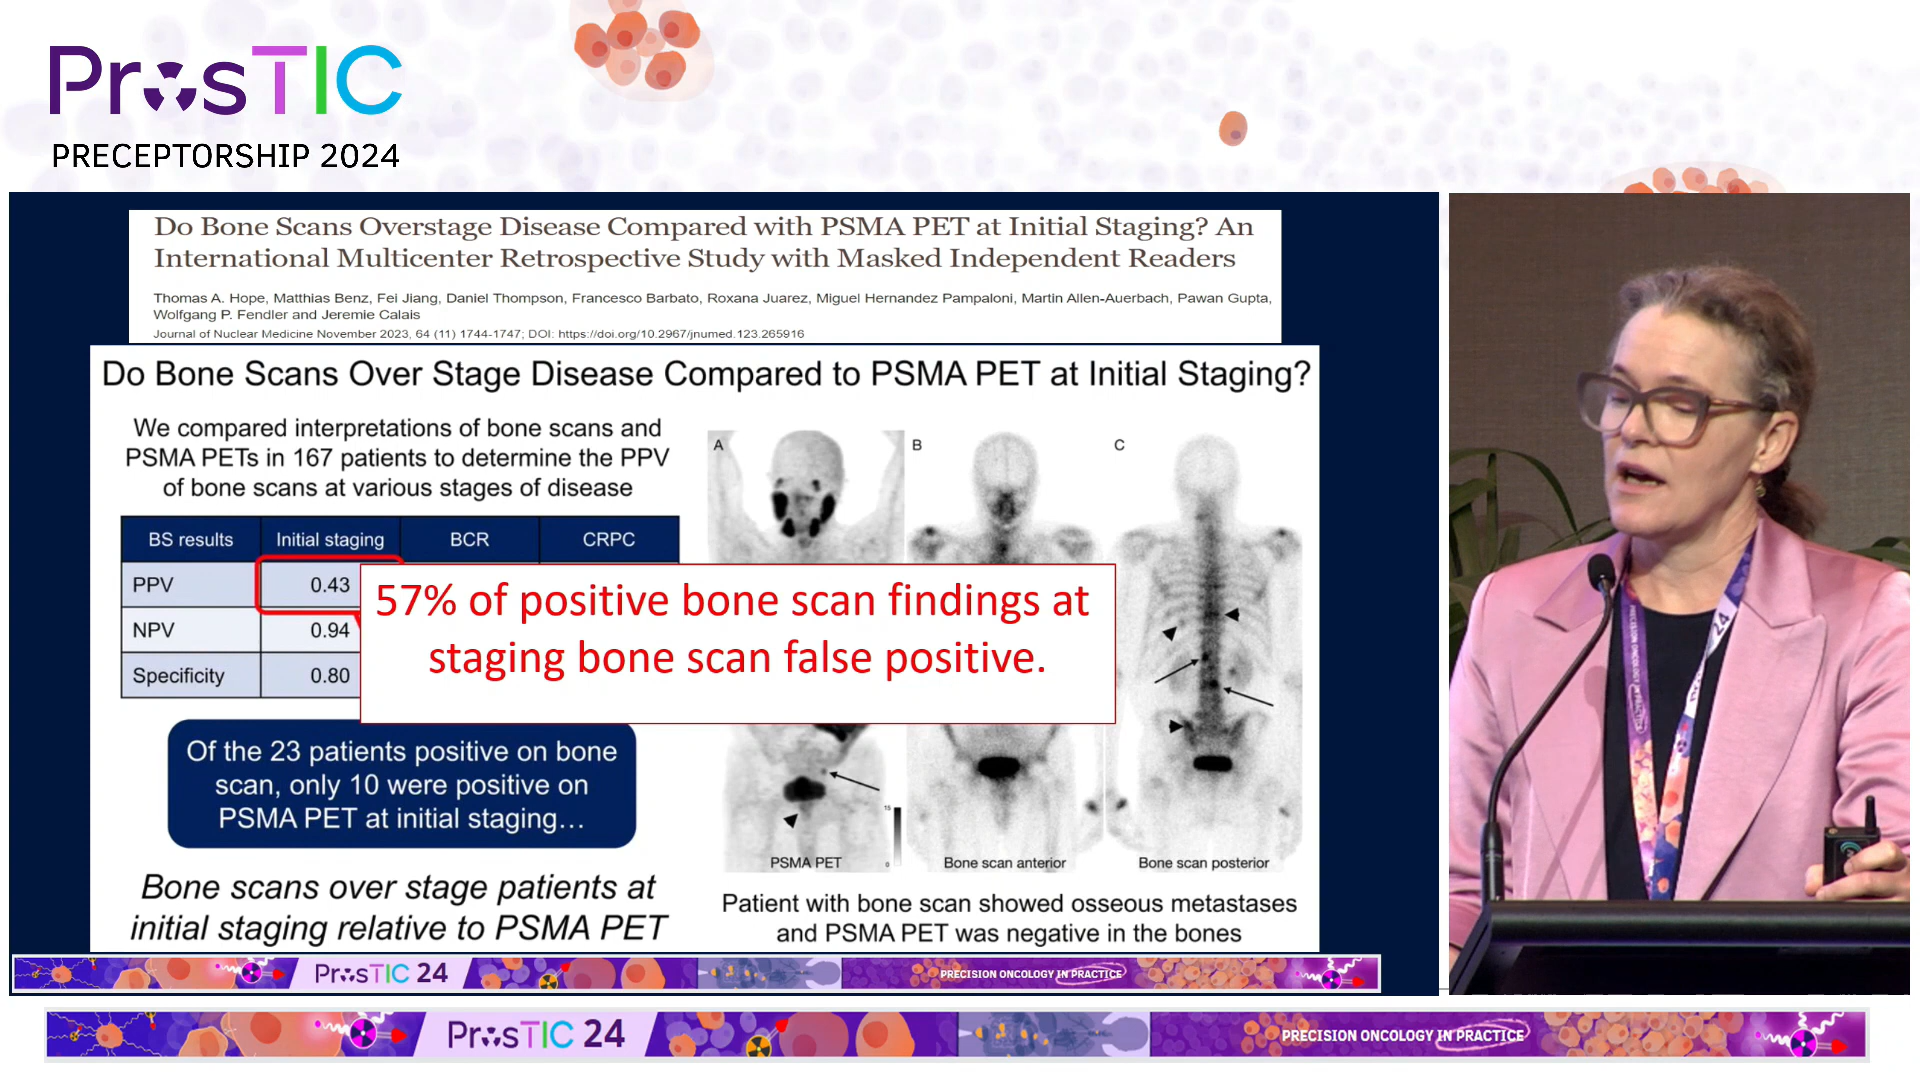 ProsTIC
PRECEPTORSHIP 2024
Do Bone Scans Overstage Disease Compared with PSMA PET at Initial Staging? An
International Multicenter Retrospective Study with Masked Independent Readers
Thomas A. Hope, Matthias Benz, Fei Jiang, Daniel Thompson, Francesco Barbato, Roxana Juarez, Miguel Hernandez Pampaloni, Martin Allen-Auerbach, Pawan Gupta,
Wolfgang P. Fendler and Jeremie Calais
Journal of Nuclear Medicine November 2023, 64 (11) 1744-1747; DOI: https://doi.org/10.2967/jnumed.123.265916
Do Bone Scans Over Stage Disease Compared to PSMA PET at Initial Staging?
We compared interpretations of bone scans and
PSMA PETs in 167 patients to determine the PPV
of bone scans at various stages of disease
BS results Initial staging BCR CRPC
PPV 0.43
NPV 0.94
Specificity 0.80
57% of positive bone scan findings at
staging bone scan false positive.
Of the 23 patients positive on bone
scan, only 10 were positive on
PSMA PET at initial staging...
Bone scans over stage patients at
initial staging relative to PSMA PET
A B C
15
0
PSMA PET Bone scan anterior Bone scan posterior
Patient with bone scan showed osseous metastases
and PSMA PET was negative in the bones
ProsTIC 24 PRECISION ONCOLOGY IN PRACTICE
24
PRECISION ONCOLOGY IN PRACTICE
ProsTIC 24 PRECISION ONCOLOGY IN PRACTICE